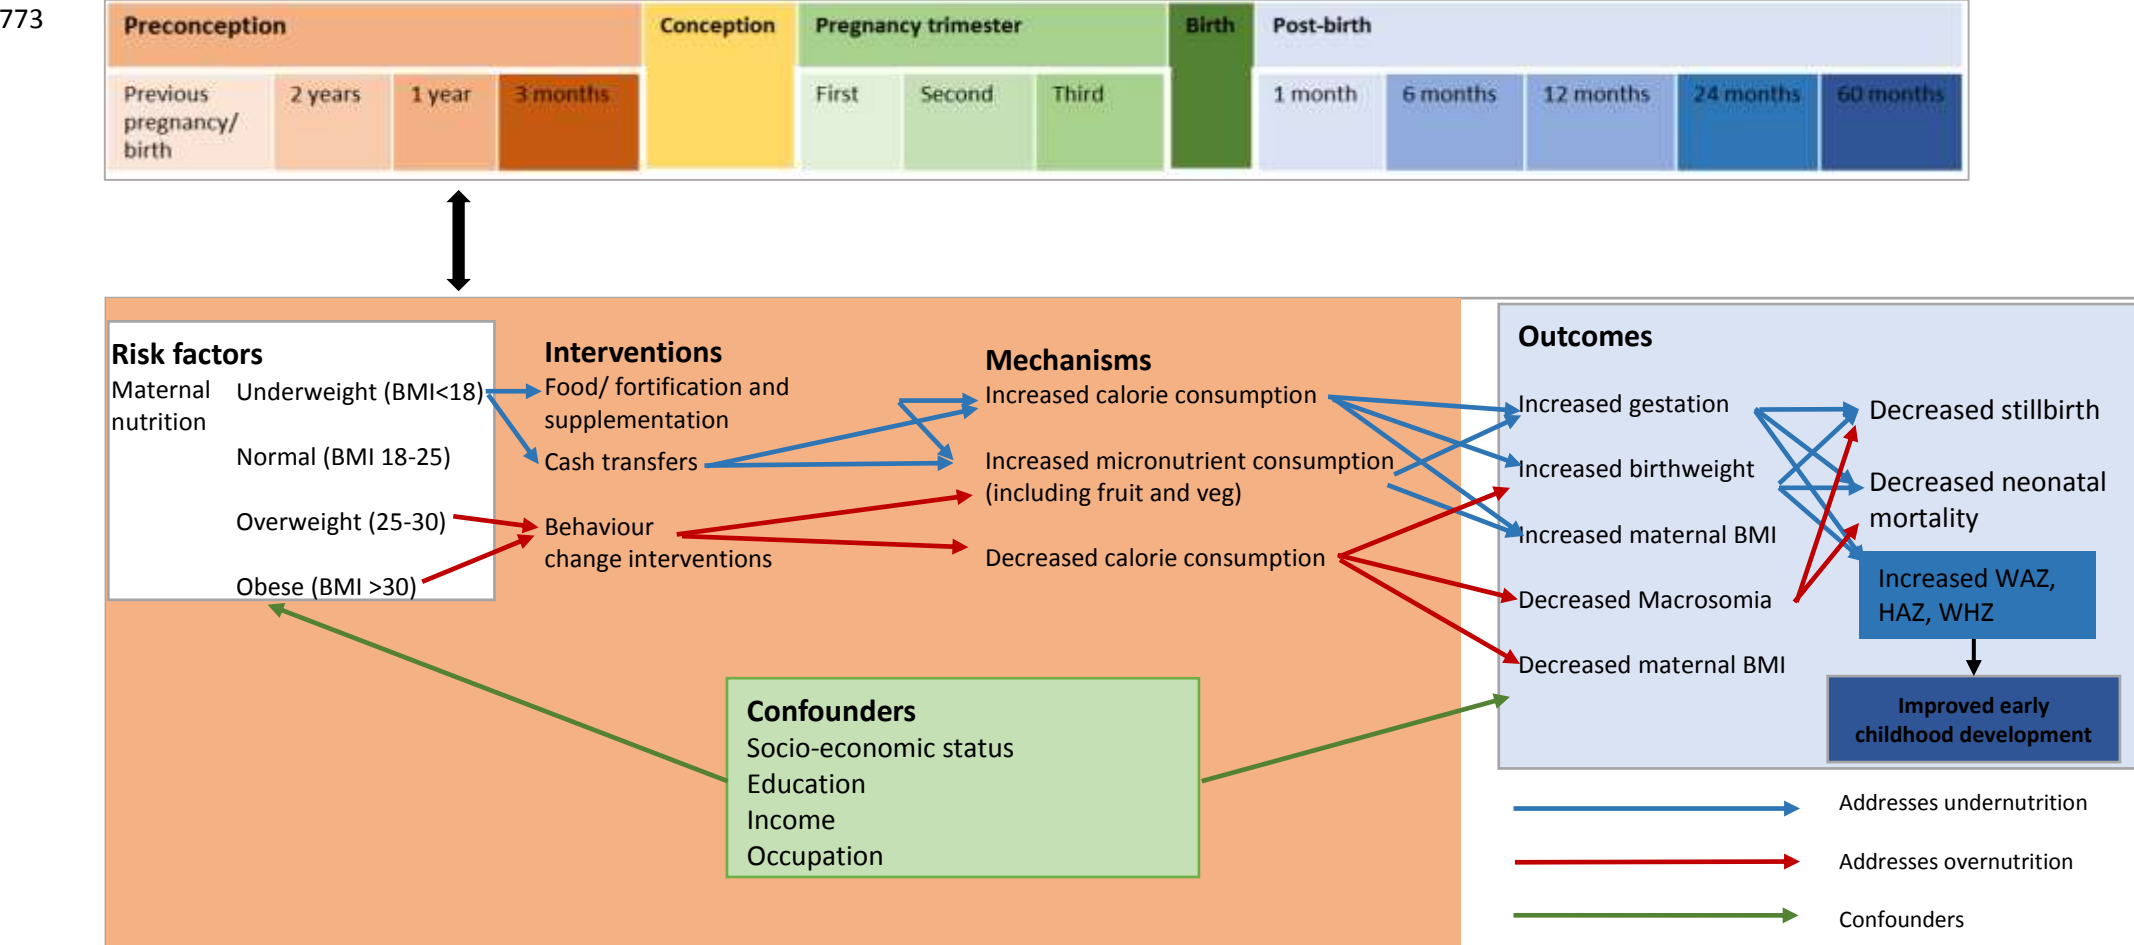 773
Preconception
Conception
Pregnancy trimester
Birth
Post-birth
Previous
pregnancy/
birth
2 years
1 year
3 months
First
Second
Third
1 month
6 months
12 months
24 months
60 months
Risk factors
Maternal
nutrition
Underweight (BMI<18)
Normal (BMI 18-25)
Overweight (25-30)
Obese (BMI >30)
Interventions
Food/ fortification and
supplementation
Cash transfers
Behaviour
change interventions
Mechanisms
Increased calorie consumption
Increased micronutrient consumption
(including fruit and veg)
Decreased calorie consumption
Outcomes
Increased gestation
Increased birthweight
Increased maternal BMI
Decreased Macrosomia
Decreased maternal BMI
Decreased stillbirth
Decreased neonatal
mortality
Increased WAZ,
HAZ, WHZ
Improved early
childhood development
Confounders
Socio-economic status
Education
Income
Occupation
Addresses undernutrition
Addresses overnutrition
Confounders